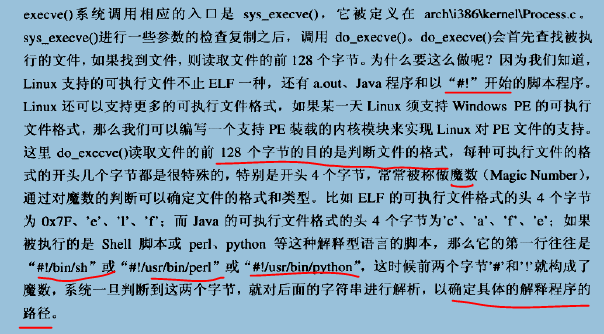 execve()系统调用相应的入口是 sys_execve()，它被定义在 arch\i386\kernel\Process.c。
sys_execve()进行一些参数的检查复制之后，调用 do_execve()。do_execve()会首先查找被执
行的文件，如果找到文件，则读取文件的前 128 个字节。为什么要这么做呢？因为我们知道，
Linux 支持的可执行文件不止 ELF 一种，还有 a.out、Java 程序和以“#!”开始的脚本程序。
Linux 还可以支持更多的可执行文件格式，如果某一天 Linux 须支持 Windows PE 的可执行
文件格式，那么我们可以编写一个支持 PE 装载的内核模块来实现 Linux 对 PE 文件的支持。
这里 do_execve()读取文件的前 128 个字节的目的是判断文件的格式，每种可执行文件的格
式的开头几个字节都是很特殊的，特别是开头 4 个字节，常常被称做魔数（Magic Number），
通过对魔数的判断可以确定文件的格式和类型。比如 ELF 的可执行文件格式的头 4 个字节
为 0x7F、'e'、'l'、'f'；而 Java 的可执行文件格式的头 4 个字节为'c'、'a'、'f'、'e'；如果
被执行的是 Shell 脚本或 perl、python 等这种解释型语言的脚本，那么它的第一行往往是
“#!/bin/sh”或“#!/usr/bin/perl”或“#!/usr/bin/python”，这时候前两个字节'#'和'!'就构成了
魔数，系统一旦判断到这两个字节，就对后面的字符串进行解析，以确定具体的解释程序的
路径。